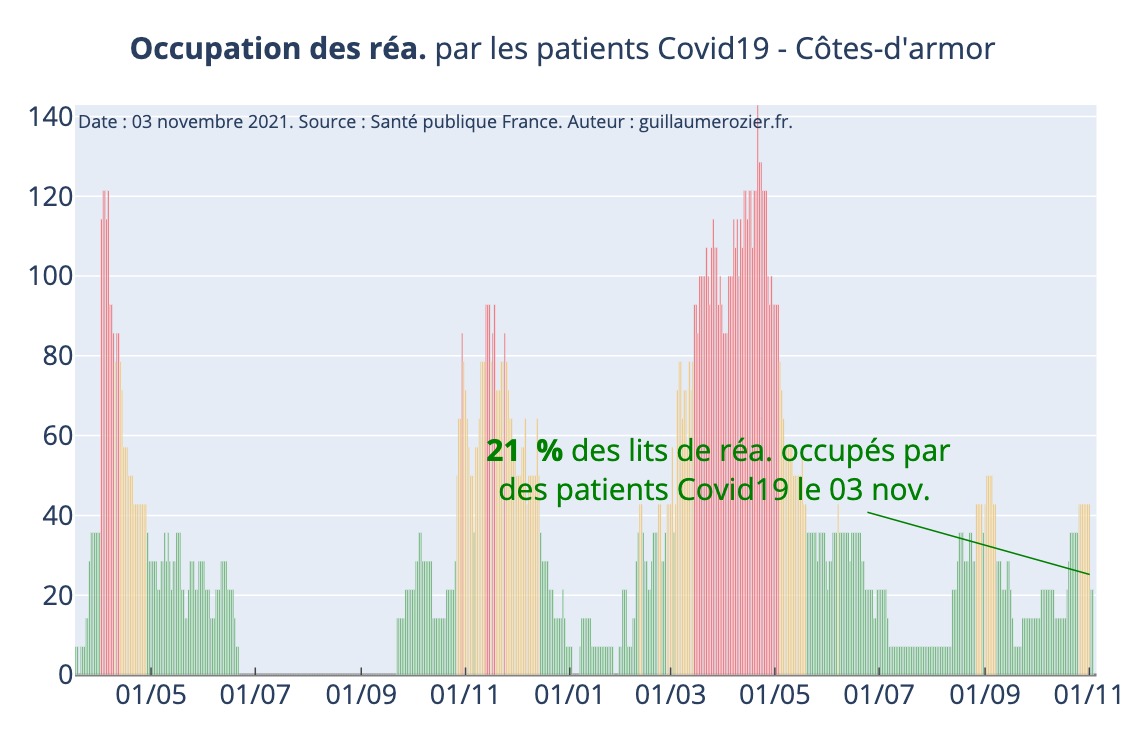 Occupation des réa. par les patients Covid19 - Côtes-d'armor
140
Date : 03 novembre 2021. Source : Santé publique France. Auteur : guillaumerozier.fr.
120
100
80
60
21 % des lits de réa. occupés par
des patients Covid19 le 03 nov.
40
20
0
01/05 01/07 01/09 01/11 01/01 01/03 01/05 01/07 01/09 01/11